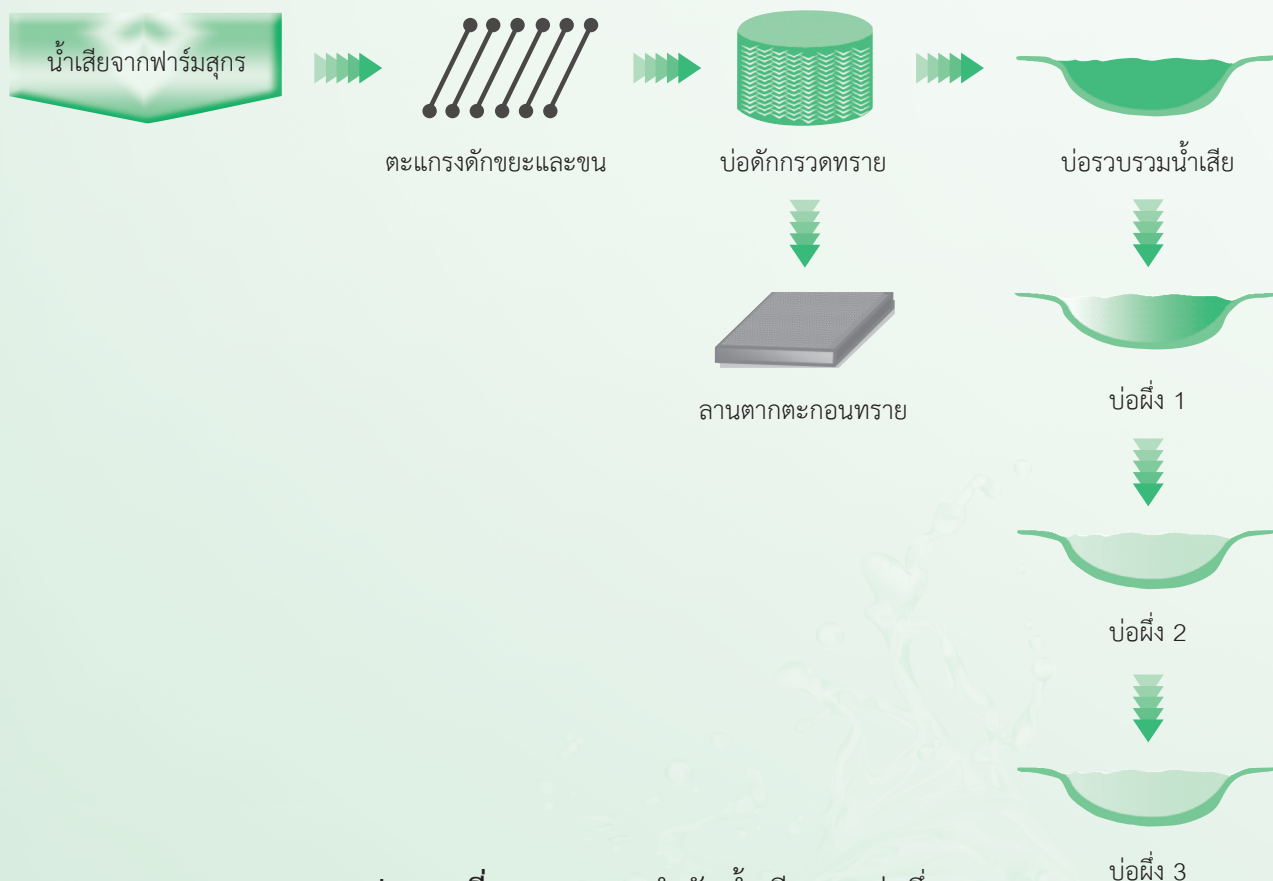 น้ำเสียจากฟาร์มสุกร
ตะแกรงดักขยะและขน
บ่อดักกรวดทราย
บ่อรวบรวมน้ำเสีย
ลานตากตะกอนทราย
บ่อผึ่ง 1
บ่อผึ่ง 2
บ่อผึ่ง 3